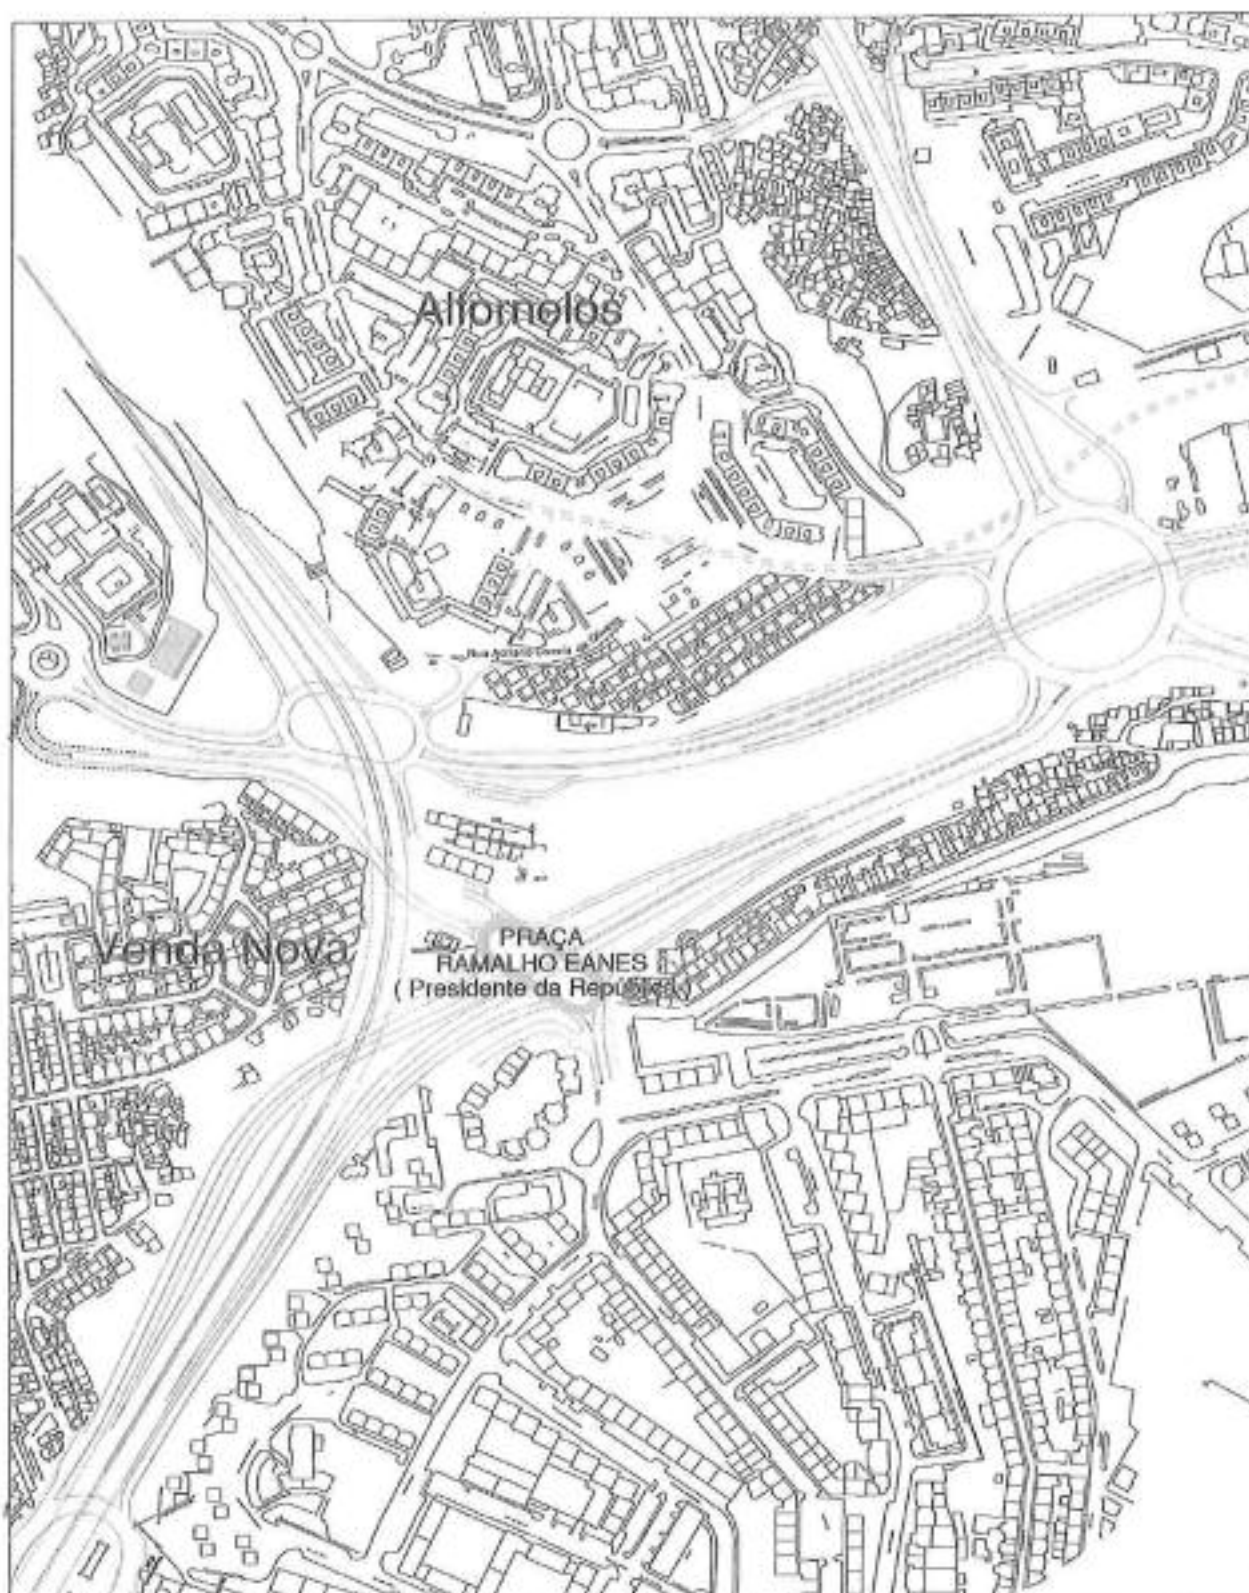 Alfornelos
Venda Nova
PRAÇA
RAMALHO EANES
( Presidente da República )